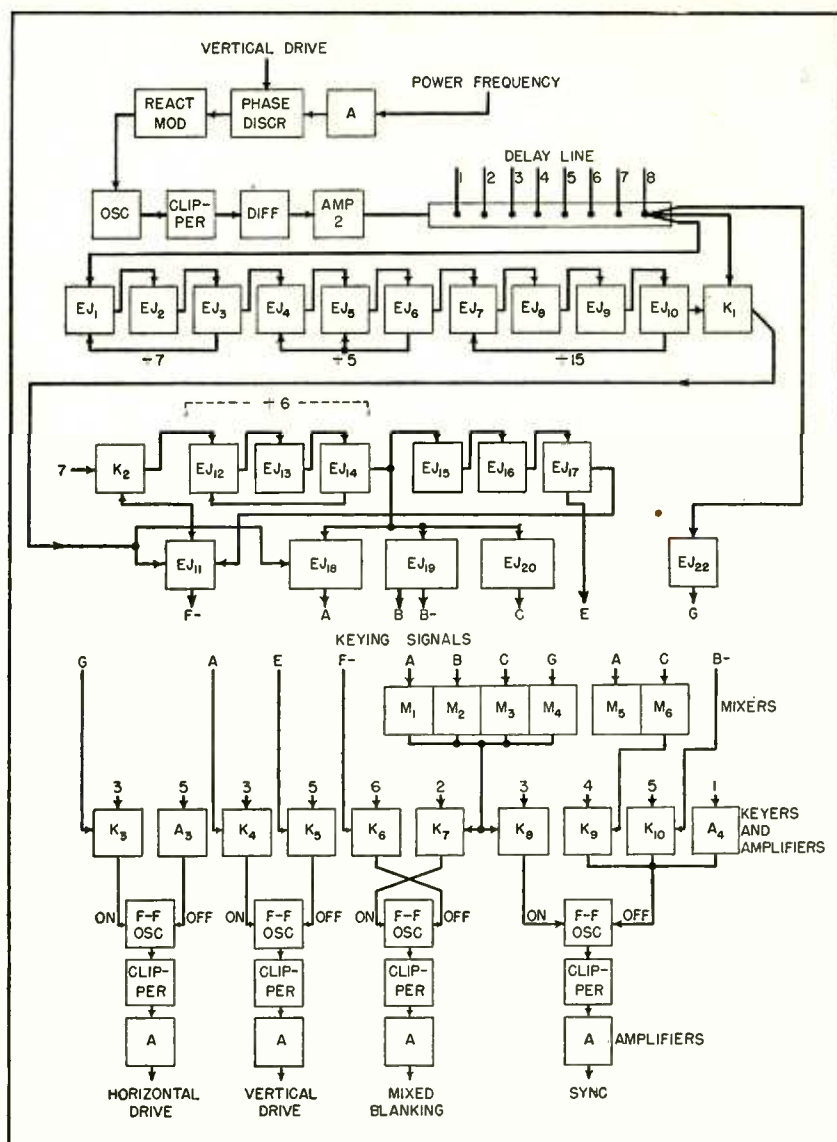 VERTICAL DRIVE
POWER FREQUENCY
REACT MOD
PHASE DISCR
A
DELAY LINE
1 2 3 4 5 6 7 8
OSC
CLIP-PER
DIFF
AMP 2
EJ1 EJ2 EJ3 EJ4 EJ5 EJ6 EJ7 EJ8 EJ9 EJ10 K1
÷7 ÷5 ÷15
÷6
7 K2 EJ12 EJ13 EJ14 EJ15 EJ16 EJ17
EJ11 EJ18 EJ19 EJ20 EJ22
F- A B B- C E G
KEYING SIGNALS
G A E F- A B C G A C B-
M1 M2 M3 M4 M5 M6 MIXERS
3 5 3 5 6 2 3 4 5 1
K3 A3 K4 K5 K6 K7 K8 K9 K10 A4 KEYERS AND AMPLIFIERS
ON F-F OSC OFF ON F-F OSC OFF ON F-F OSC OFF ON F-F OSC OFF
CLIP-PER CLIP-PER CLIP-PER CLIP-PER
A A A A AMPLIFIERS
HORIZONTAL DRIVE
VERTICAL DRIVE
MIXED BLANKING
SYNC